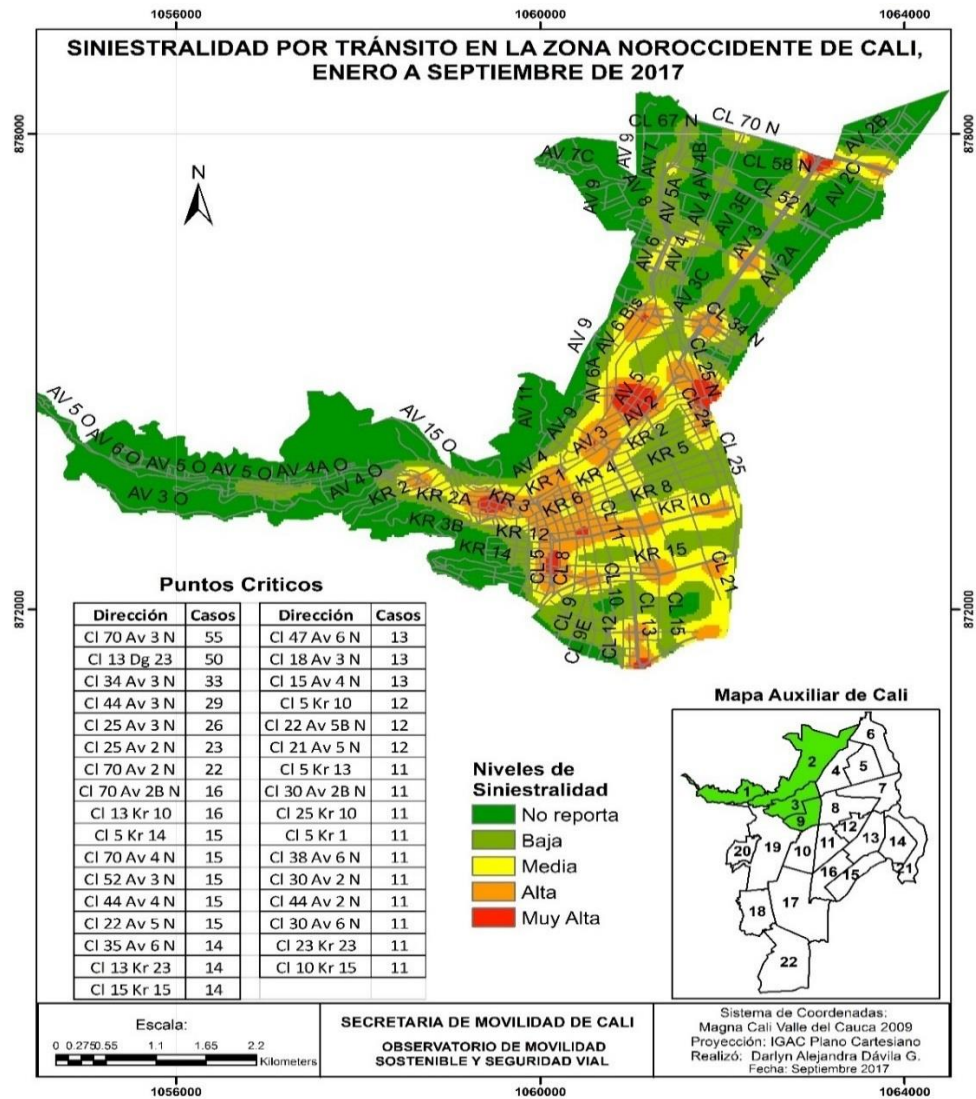 1056000
1060000
1064000
SINIESTRALIDAD POR TRÁNSITO EN LA ZONA NOROCCIDENTE DE CALI,
ENERO A SEPTIEMBRE DE 2017
878000
878000
N
CL 67 N
CL 70 N
AV 2B
AV 7C
AV 9
AV 7
AV 4B
CL 58 N
AV 2C
AV 9
AV 8
AV 5A
AV 4
AV 3E
CL 52 N
AV 6
AV 4
AV 3
AV 2A
AV 3C
AV 9
AV 6 Bis
CL 34 N
AV 6A
AV 5
CL 25 N
AV 5 O
AV 11
AV 9
AV 2
CL 24
AV 15 O
AV 6 O
AV 5 O
AV 5 O
AV 4A O
AV 4 O
AV 4
AV 3
KR 2
KR 5
CL 25
AV 3 O
KR 2
KR 2A
KR 3
KR 1
KR 4
KR 6
KR 8
KR 10
KR 3B
KR 12
CL 11
KR 14
CL 5
CL 8
KR 15
CL 21
CL 9
CL 10
CL 13
CL 15
CL 9E
CL 12
872000
872000
Puntos Criticos
Dirección Casos Dirección Casos
Cl 70 Av 3 N 55 Cl 47 Av 6 N 13
Cl 13 Dg 23 50 Cl 18 Av 3 N 13
Cl 34 Av 3 N 33 Cl 15 Av 4 N 13
Cl 44 Av 3 N 29 Cl 5 Kr 10 12
Cl 25 Av 3 N 26 Cl 22 Av 5B N 12
Cl 25 Av 2 N 23 Cl 21 Av 5 N 12
Cl 70 Av 2 N 22 Cl 5 Kr 13 11
Cl 70 Av 2B N 16 Cl 30 Av 2B N 11
Cl 13 Kr 10 16 Cl 25 Kr 10 11
Cl 5 Kr 14 15 Cl 5 Kr 1 11
Cl 70 Av 4 N 15 Cl 38 Av 6 N 11
Cl 52 Av 3 N 15 Cl 30 Av 2 N 11
Cl 44 Av 4 N 15 Cl 44 Av 2 N 11
Cl 22 Av 5 N 15 Cl 30 Av 6 N 11
Cl 35 Av 6 N 14 Cl 23 Kr 23 11
Cl 13 Kr 23 14 Cl 10 Kr 15 11
Cl 15 Kr 15 14
Niveles de
Siniestralidad
No reporta
Baja
Media
Alta
Muy Alta
Mapa Auxiliar de Cali
6
2
5
4
7
1
3
8
9
12
14
13
19
11
10
20
21
16
15
17
18
22
Escala:
0 0.275 0.55 1.1 1.65 2.2
Kilometers
SECRETARIA DE MOVILIDAD DE CALI
OBSERVATORIO DE MOVILIDAD
SOSTENIBLE Y SEGURIDAD VIAL
Sistema de Coordenadas:
Magna Cali Valle del Cauca 2009
Proyección: IGAC Plano Cartesiano
Realizó: Darlyn Alejandra Dávila G.
Fecha: Septiembre 2017
1056000
1060000
1064000